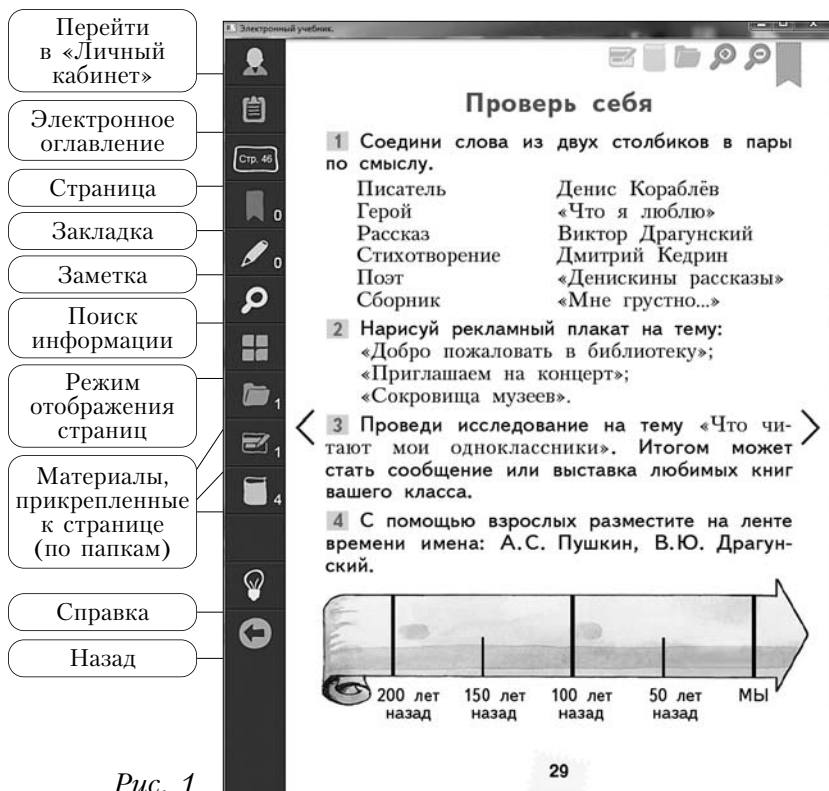 Перейти
в «Личный
кабинет»
Электронное
оглавление
Страница
Закладка
Заметка
Поиск
информации
Режим
отображения
страниц
Материалы,
прикрепленные
к странице
(по папкам)
Справка
Назад
Рис. 1
Электронный учебник.
Стр. 46
0
0
1
1
4
Проверь себя
1 Соедини слова из двух столбиков в пары
по смыслу.
Писатель Денис Кораблёв
Герой «Что я люблю»
Рассказ Виктор Драгунский
Стихотворение Дмитрий Кедрин
Поэт «Денискины рассказы»
Сборник «Мне грустно...»
2 Нарисуй рекламный плакат на тему:
«Добро пожаловать в библиотеку»;
«Приглашаем на концерт»;
«Сокровища музеев».
3 Проведи исследование на тему «Что чи-
тают мои одноклассники». Итогом может
стать сообщение или выставка любимых книг
вашего класса.
4 С помощью взрослых разместите на ленте
времени имена: А.С. Пушкин, В.Ю. Драгун-
ский.
200 лет 150 лет 100 лет 50 лет МЫ
назад назад назад назад
29